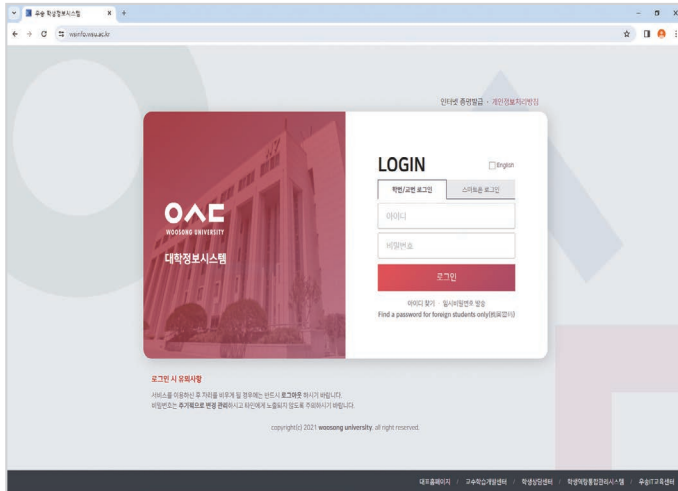 우송 학생정보시스템
wsinfo.wsu.ac.kr
인터넷 증명발급 · 개인정보처리방침
LOGIN
English
학번/교번 로그인
스마트폰 로그인
아이디
비밀번호
로그인
아이디 찾기 · 임시비밀번호 발송
Find a password for foreign students only
WOOSONG UNIVERSITY
대학정보시스템
로그인 시 유의사항
서비스를 이용하신 후 자리를 비우게 될 경우에는 반드시 로그아웃 하시기 바랍니다.
비밀번호는 주기적으로 변경 관리하시고 타인에게 노출되지 않도록 주의하시기 바랍니다.
copyright(c) 2021 woosong university. all right reserved.
대표홈페이지 / 교수학습개발센터 / 학생상담센터 / 학생역량통합관리시스템 / 우송IT교육센터